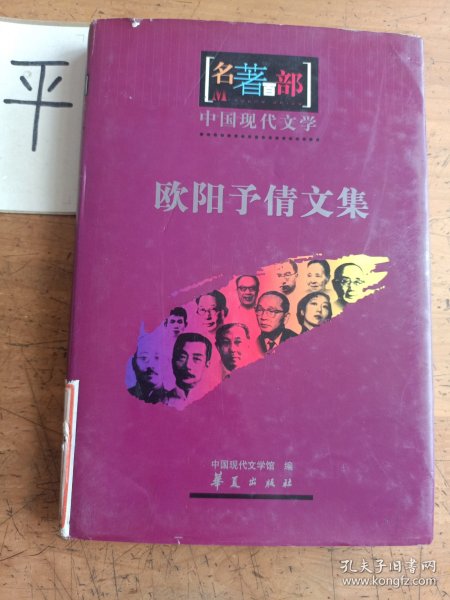 平
名著百部
中国现代文学
欧阳予倩文集
中国现代文学馆 编
华夏出版社
孔夫子旧书网
www.kongfz.com